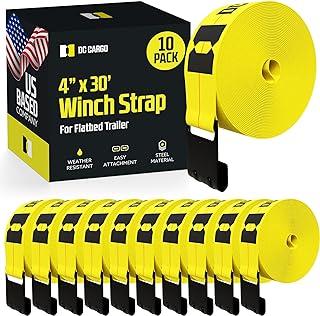 DC CARGO
10
PACK
4” x 30’
Winch Strap
For Flatbed Trailer
WEATHER
RESISTANT
EASY
ATTACHMENT
STEEL
MATERIAL
US
BASED
COMPANY